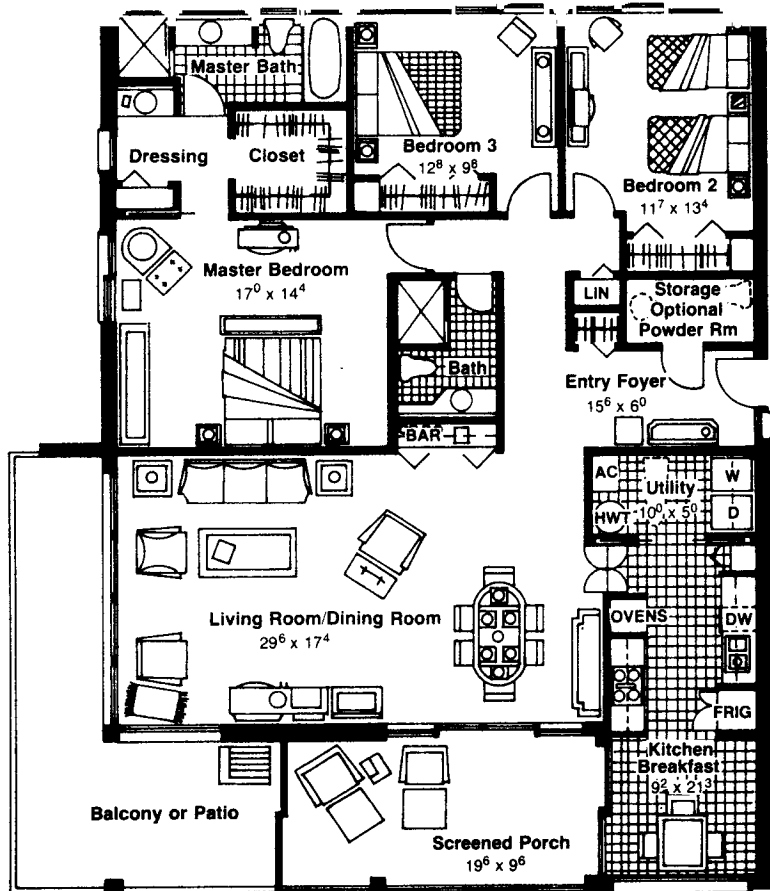 Master Bath
Dressing
Closet
Bedroom 3
12⁸ x 9⁶
Bedroom 2
11⁷ x 13⁴
Master Bedroom
17⁰ x 14⁴
LIN
Storage
Optional
Powder Rm
Bath
Entry Foyer
15⁶ x 6⁰
BAR
AC
Utility
W
HWT
10⁰ x 5⁰
D
Living Room/Dining Room
29⁶ x 17⁴
OVENS
DW
FRIG
Kitchen
Breakfast
9² x 21³
Balcony or Patio
Screened Porch
19⁶ x 9⁶